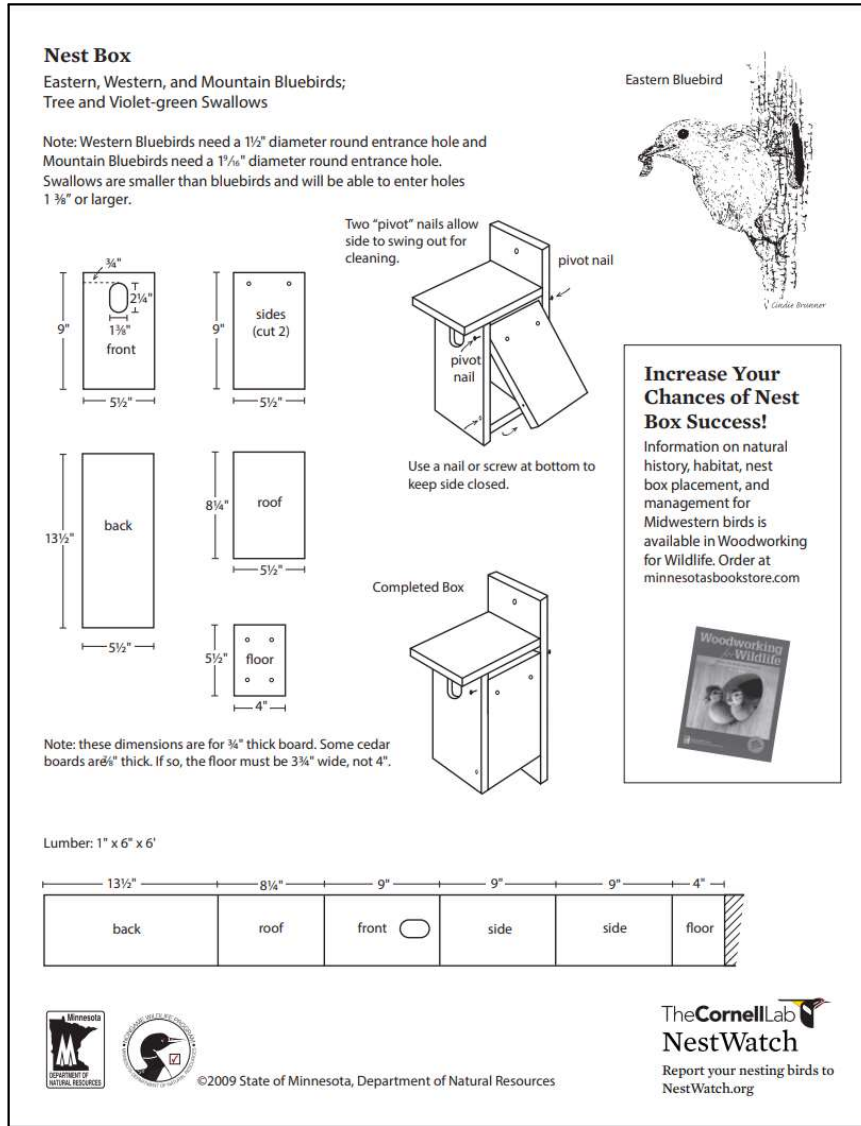 Nest Box
Eastern, Western, and Mountain Bluebirds;
Tree and Violet-green Swallows
Note: Western Bluebirds need a 1½" diameter round entrance hole and
Mountain Bluebirds need a 1⁹⁄₁₆" diameter round entrance hole.
Swallows are smaller than bluebirds and will be able to enter holes
1 ⅜" or larger.
Eastern Bluebird
Cindie Brunner
¾"
2¼"
1⅜"
9"
front
5½"
9"
sides
(cut 2)
5½"
Two "pivot" nails allow
side to swing out for
cleaning.
pivot nail
pivot
nail
Use a nail or screw at bottom to
keep side closed.
13½"
back
5½"
8¼"
roof
5½"
5½"
floor
4"
Completed Box
Increase Your
Chances of Nest
Box Success!
Information on natural
history, habitat, nest
box placement, and
management for
Midwestern birds is
available in Woodworking
for Wildlife. Order at
minnesotasbookstore.com
Woodworking
for Wildlife
Note: these dimensions are for ¾" thick board. Some cedar
boards are ⅞" thick. If so, the floor must be 3¾" wide, not 4".
Lumber: 1" x 6" x 6'
13½" 8¼" 9" 9" 9" 4"
back roof front side side floor
Minnesota
DEPARTMENT OF
NATURAL RESOURCES
NONGAME WILDLIFE PROGRAM
©2009 State of Minnesota, Department of Natural Resources
TheCornellLab
NestWatch
Report your nesting birds to
NestWatch.org